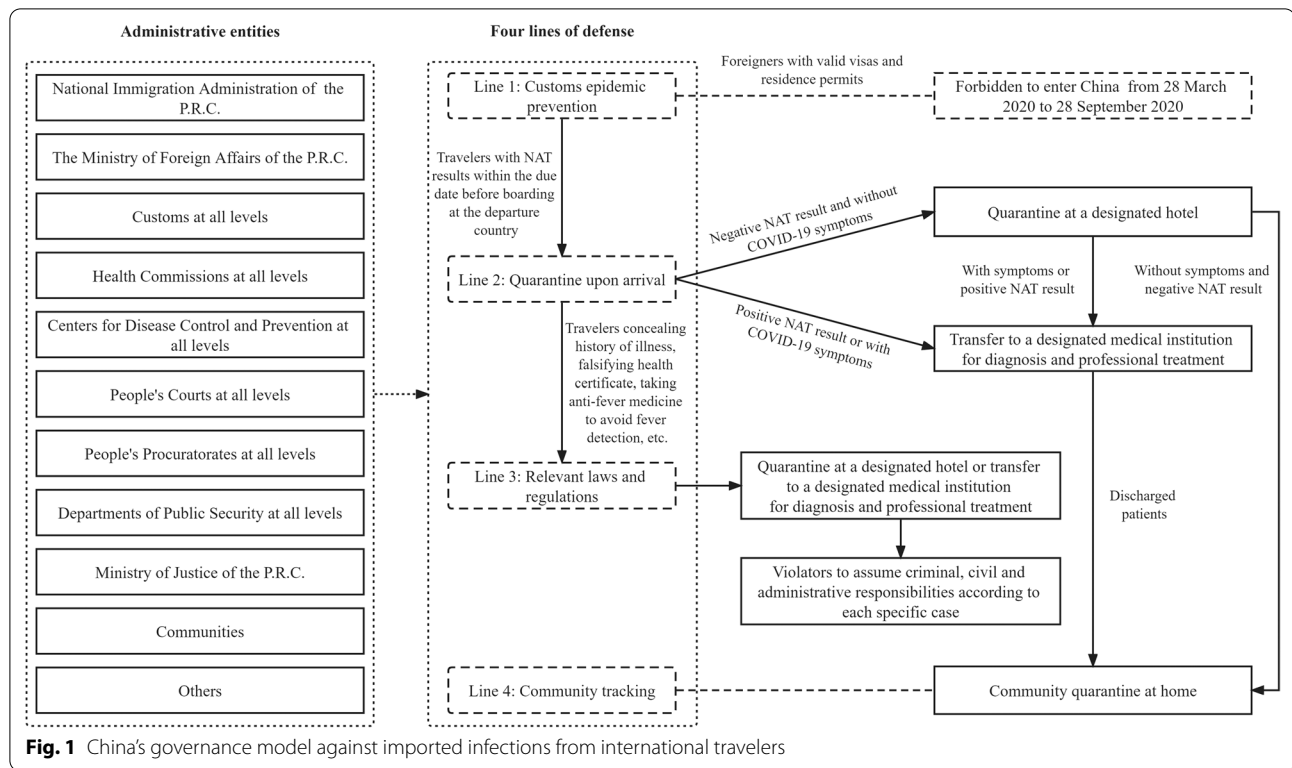 Administrative entities
National Immigration Administration of the
P.R.C.
The Ministry of Foreign Affairs of the P.R.C.
Customs at all levels
Health Commissions at all levels
Centers for Disease Control and Prevention at
all levels
People's Courts at all levels
People's Procuratorates at all levels
Departments of Public Security at all levels
Ministry of Justice of the P.R.C.
Communities
Others
Four lines of defense
Line 1: Customs epidemic
prevention
Travelers with NAT
results within the due
date before boarding
at the departure
country
Line 2: Quarantine upon arrival
Travelers concealing
history of illness,
falsifying health
certificate, taking
anti-fever medicine
to avoid fever
detection, etc.
Line 3: Relevant laws and
regulations
Line 4: Community tracking
Foreigners with valid visas and
residence permits
Forbidden to enter China from 28 March
2020 to 28 September 2020
Negative NAT result and without
COVID-19 symptoms
Quarantine at a designated hotel
With symptoms or
positive NAT result
Without symptoms and
negative NAT result
Positive NAT result or with
COVID-19 symptoms
Transfer to a designated medical institution
for diagnosis and professional treatment
Quarantine at a designated hotel or transfer
to a designated medical institution
for diagnosis and professional treatment
Violators to assume criminal, civil and
administrative responsibilities according to
each specific case
Discharged
patients
Community quarantine at home
Fig. 1 China's governance model against imported infections from international travelers